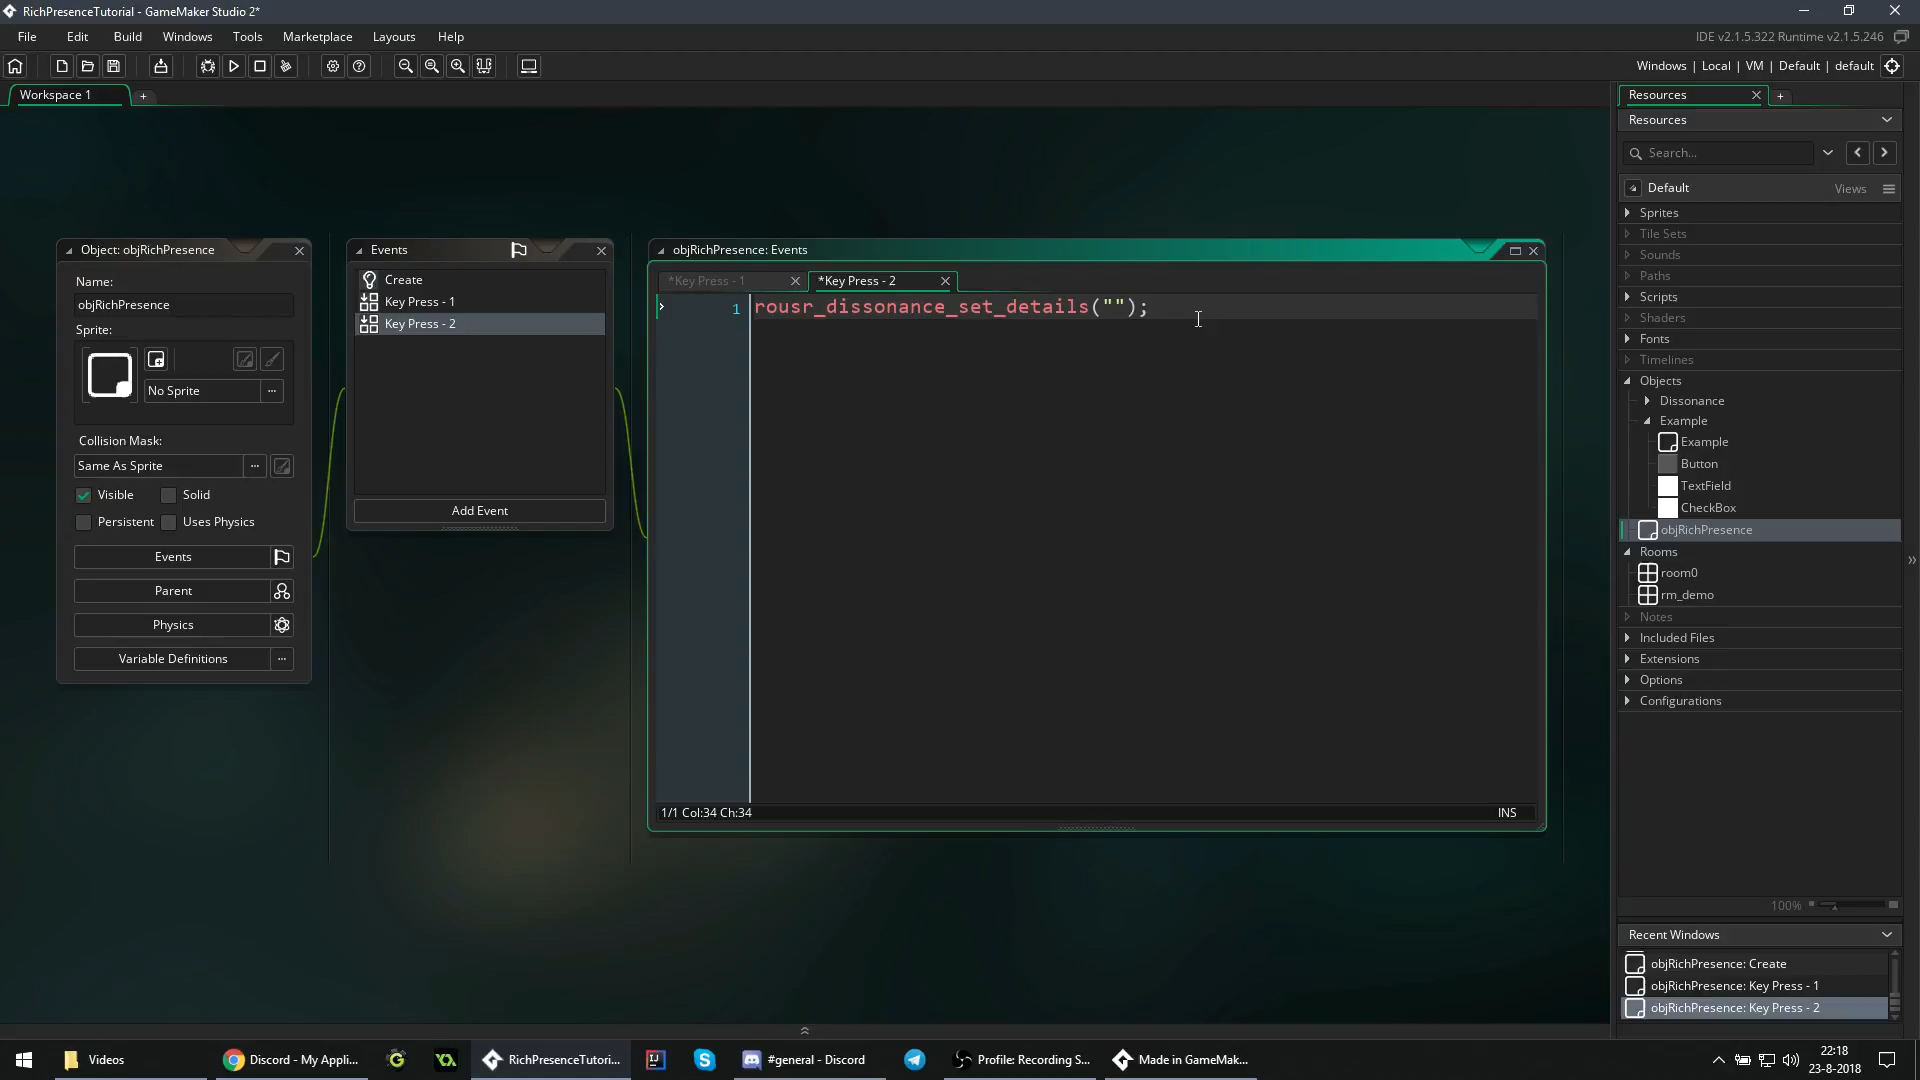 RichPresenceTutorial - GameMaker Studio 2*
File Edit Build Windows Tools Marketplace Layouts Help
IDE v2.1.5.322 Runtime v2.1.5.246
Windows | Local | VM | Default | default
Workspace 1 +
Resources +
Resources
Search...
Default Views
Sprites
Tile Sets
Sounds
Paths
Scripts
Shaders
Fonts
Timelines
Objects
Dissonance
Example
Example
Button
TextField
CheckBox
objRichPresence
Rooms
room0
rm_demo
Notes
Included Files
Extensions
Options
Configurations
100%
Recent Windows
objRichPresence: Create
objRichPresence: Key Press - 1
objRichPresence: Key Press - 2
Object: objRichPresence
Name:
objRichPresence
Sprite:
No Sprite ...
Collision Mask:
Same As Sprite ...
Visible Solid
Persistent Uses Physics
Events
Parent
Physics
Variable Definitions ...
Events
Create
Key Press - 1
Key Press - 2
Add Event
objRichPresence: Events
*Key Press - 1 *Key Press - 2
1 rousr_dissonance_set_details("");
1/1 Col:34 Ch:34 INS
Videos
Discord - My Appli...
RichPresenceTutori...
#general - Discord
Profile: Recording S...
Made in GameMak...
22:18
23-8-2018